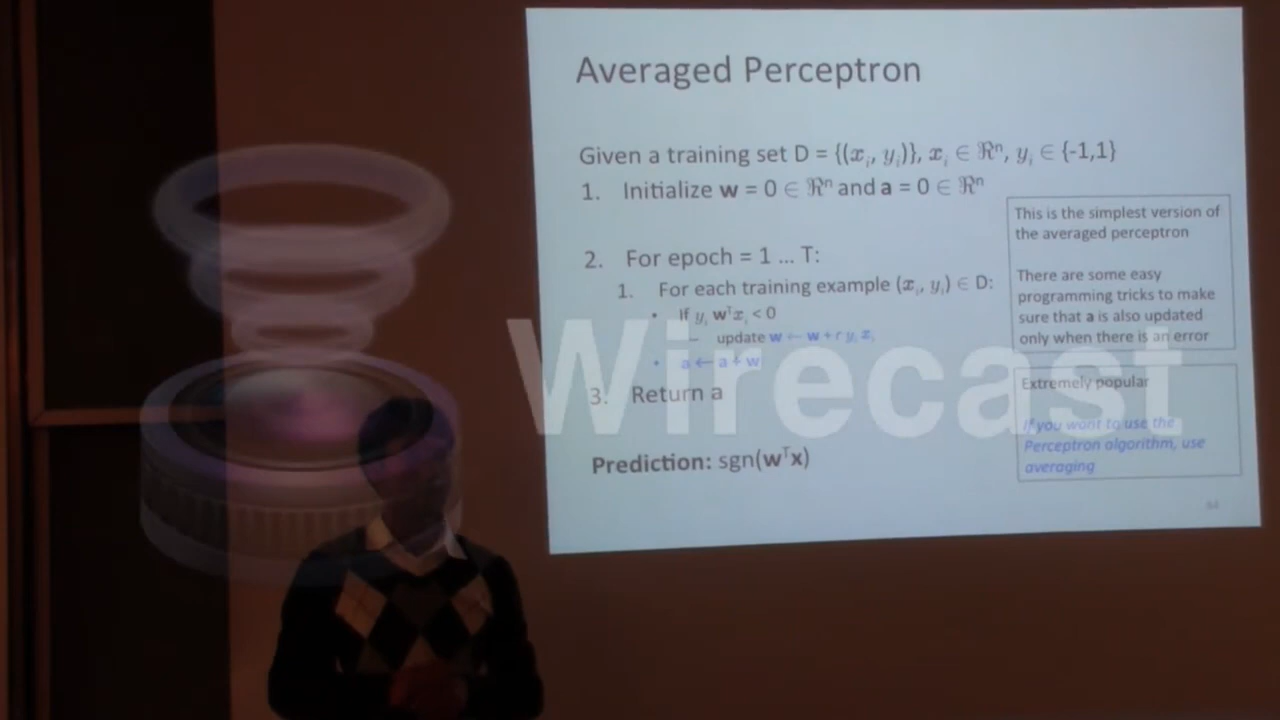 Averaged Perceptron
Given a training set D = {(xᵢ, yᵢ)}, xᵢ ∈ ℜⁿ, yᵢ ∈ {-1,1}
1. Initialize w = 0 ∈ ℜⁿ and a = 0 ∈ ℜⁿ
2. For epoch = 1 ... T:
1. For each training example (xᵢ, yᵢ) ∈ D:
• If yᵢ wᵀxᵢ < 0
– update w ← w + r yᵢ xᵢ
• a ← a + w
3. Return a
Prediction: sgn(wᵀx)
This is the simplest version of
the averaged perceptron
There are some easy
programming tricks to make
sure that a is also updated
only when there is an error
Extremely popular
If you want to use the
Perceptron algorithm, use
averaging
Wirecast